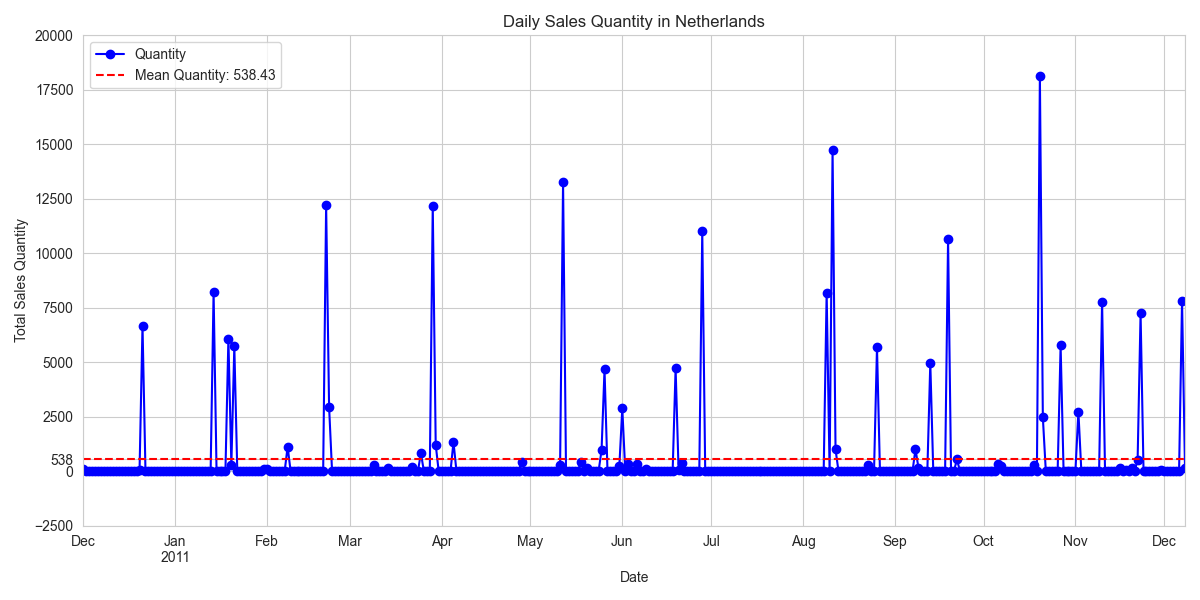 Daily Sales Quantity in Netherlands
Quantity
Mean Quantity: 538.43
20000
17500
15000
12500
10000
7500
5000
2500
538
0
−2500
Total Sales Quantity
Dec
Jan
2011
Feb
Mar
Apr
May
Jun
Jul
Aug
Sep
Oct
Nov
Dec
Date